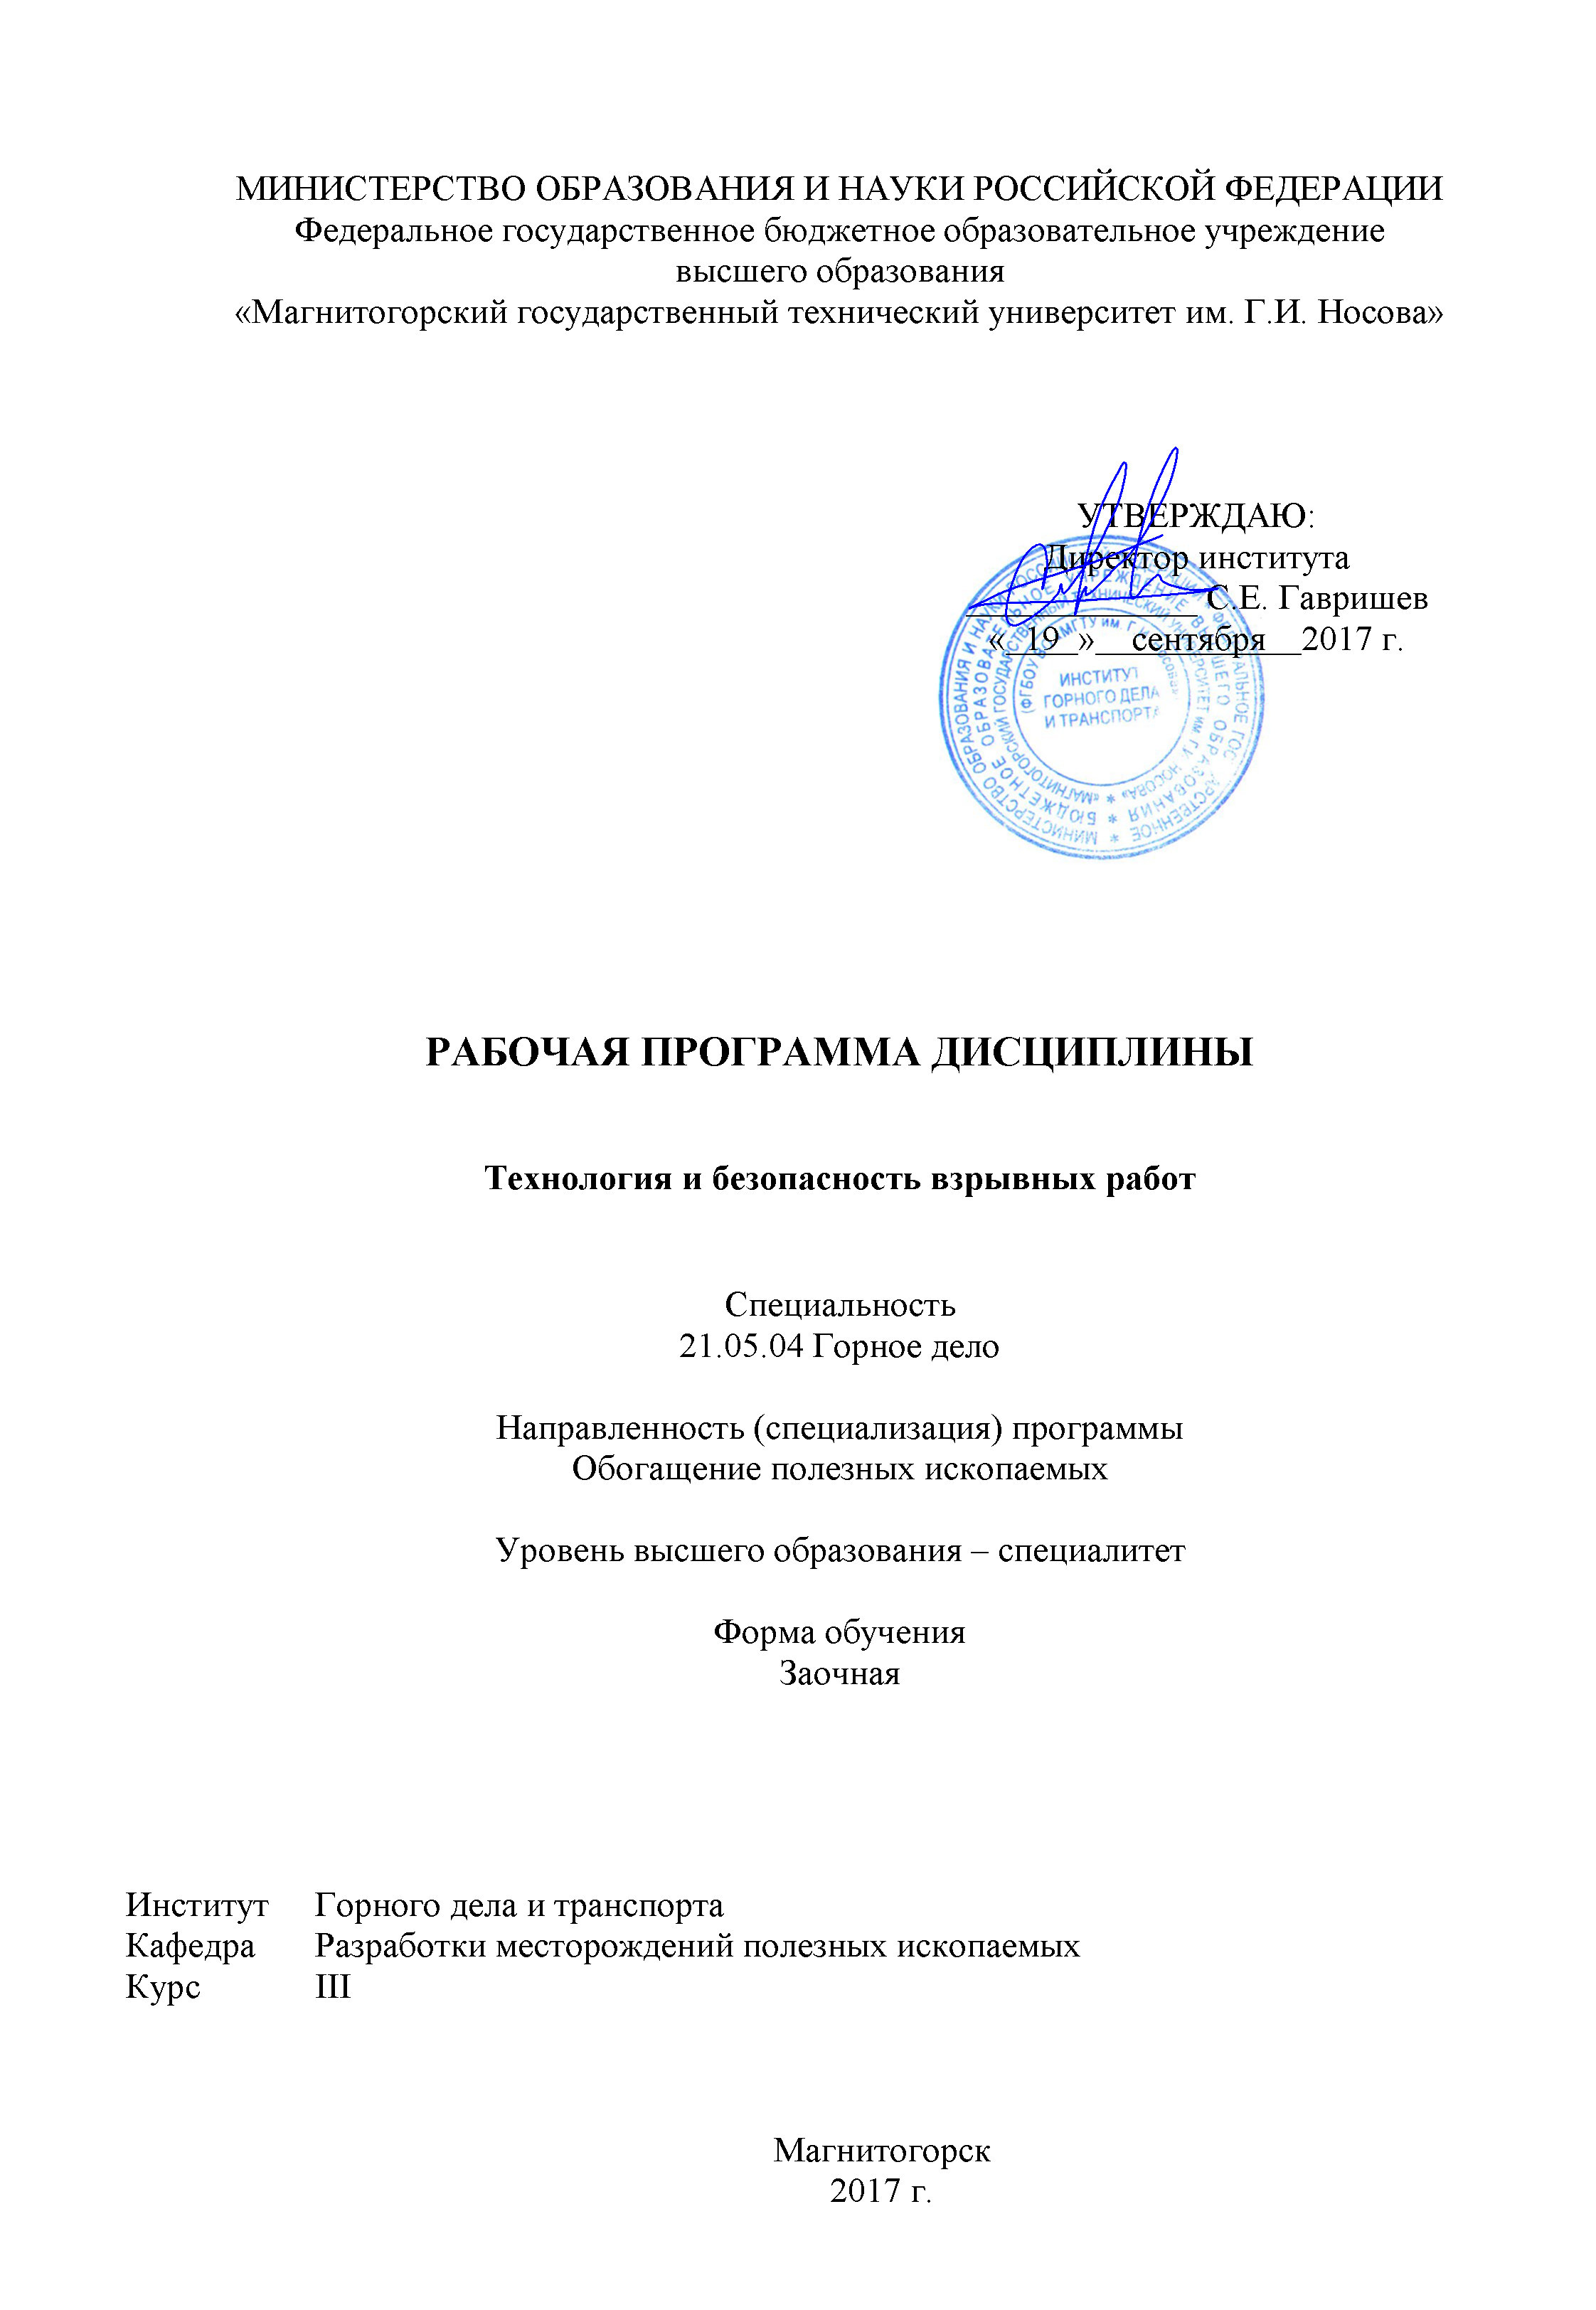 МИНИСТЕРСТВО ОБРАЗОВАНИЯ И НАУКИ РОССИЙСКОЙ ФЕДЕРАЦИИ
Федеральное государственное бюджетное образовательное учреждение
высшего образования
«Магнитогорский государственный технический университет им. Г.И. Носова»
УТВЕРЖДАЮ:
Директор института
С.Е. Гавришев
«_19_»__сентября__2017 г.
ИНСТИТУТ
ГОРНОГО ДЕЛА
И ТРАНСПОРТА
РАБОЧАЯ ПРОГРАММА ДИСЦИПЛИНЫ
Технология и безопасность взрывных работ
Специальность
21.05.04 Горное дело
Направленность (специализация) программы
Обогащение полезных ископаемых
Уровень высшего образования – специалитет
Форма обучения
Заочная
Институт Горного дела и транспорта
Кафедра Разработки месторождений полезных ископаемых
Курс III
Магнитогорск
2017 г.